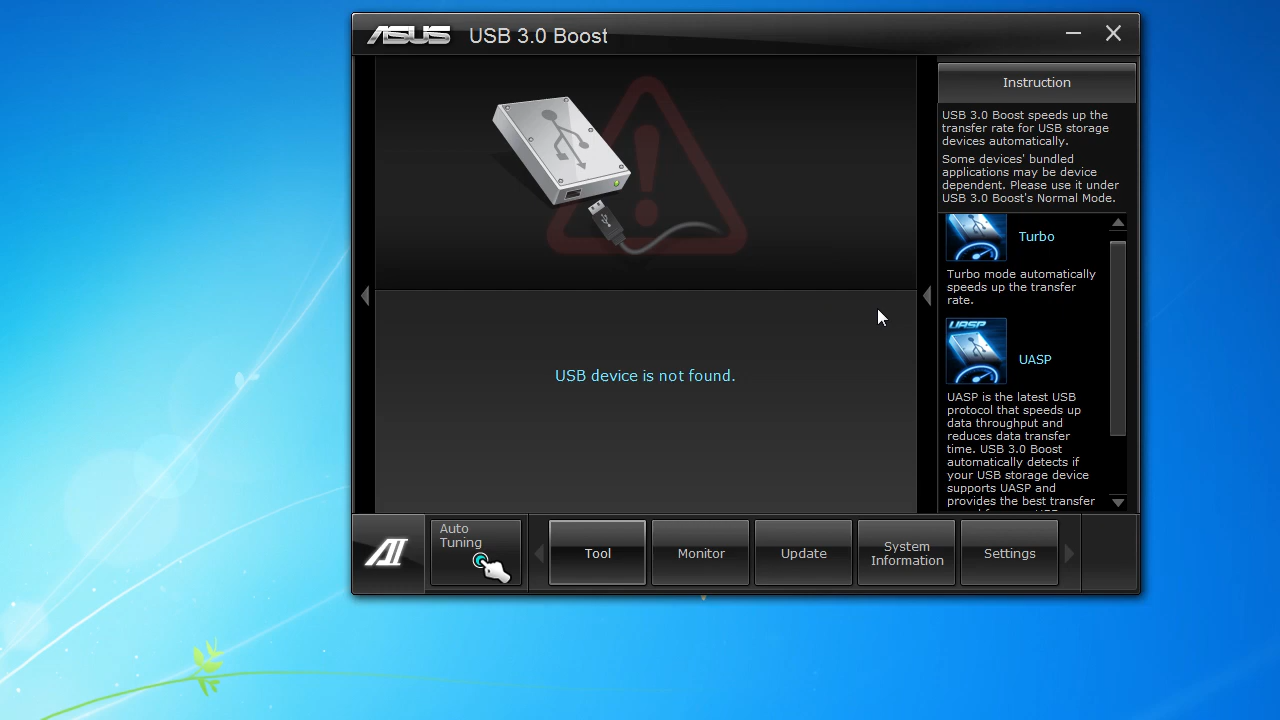 ASUS USB 3.0 Boost
Instruction
USB 3.0 Boost speeds up the
transfer rate for USB storage
devices automatically.
Some devices' bundled
applications may be device
dependent. Please use it under
USB 3.0 Boost's Normal Mode.
Turbo
Turbo mode automatically
speeds up the transfer
rate.
UASP
UASP
UASP is the latest USB
protocol that speeds up
data throughput and
reduces data transfer
time. USB 3.0 Boost
automatically detects if
your USB storage device
supports UASP and
provides the best transfer
USB device is not found.
AI
Auto
Tuning
Tool
Monitor
Update
System
Information
Settings